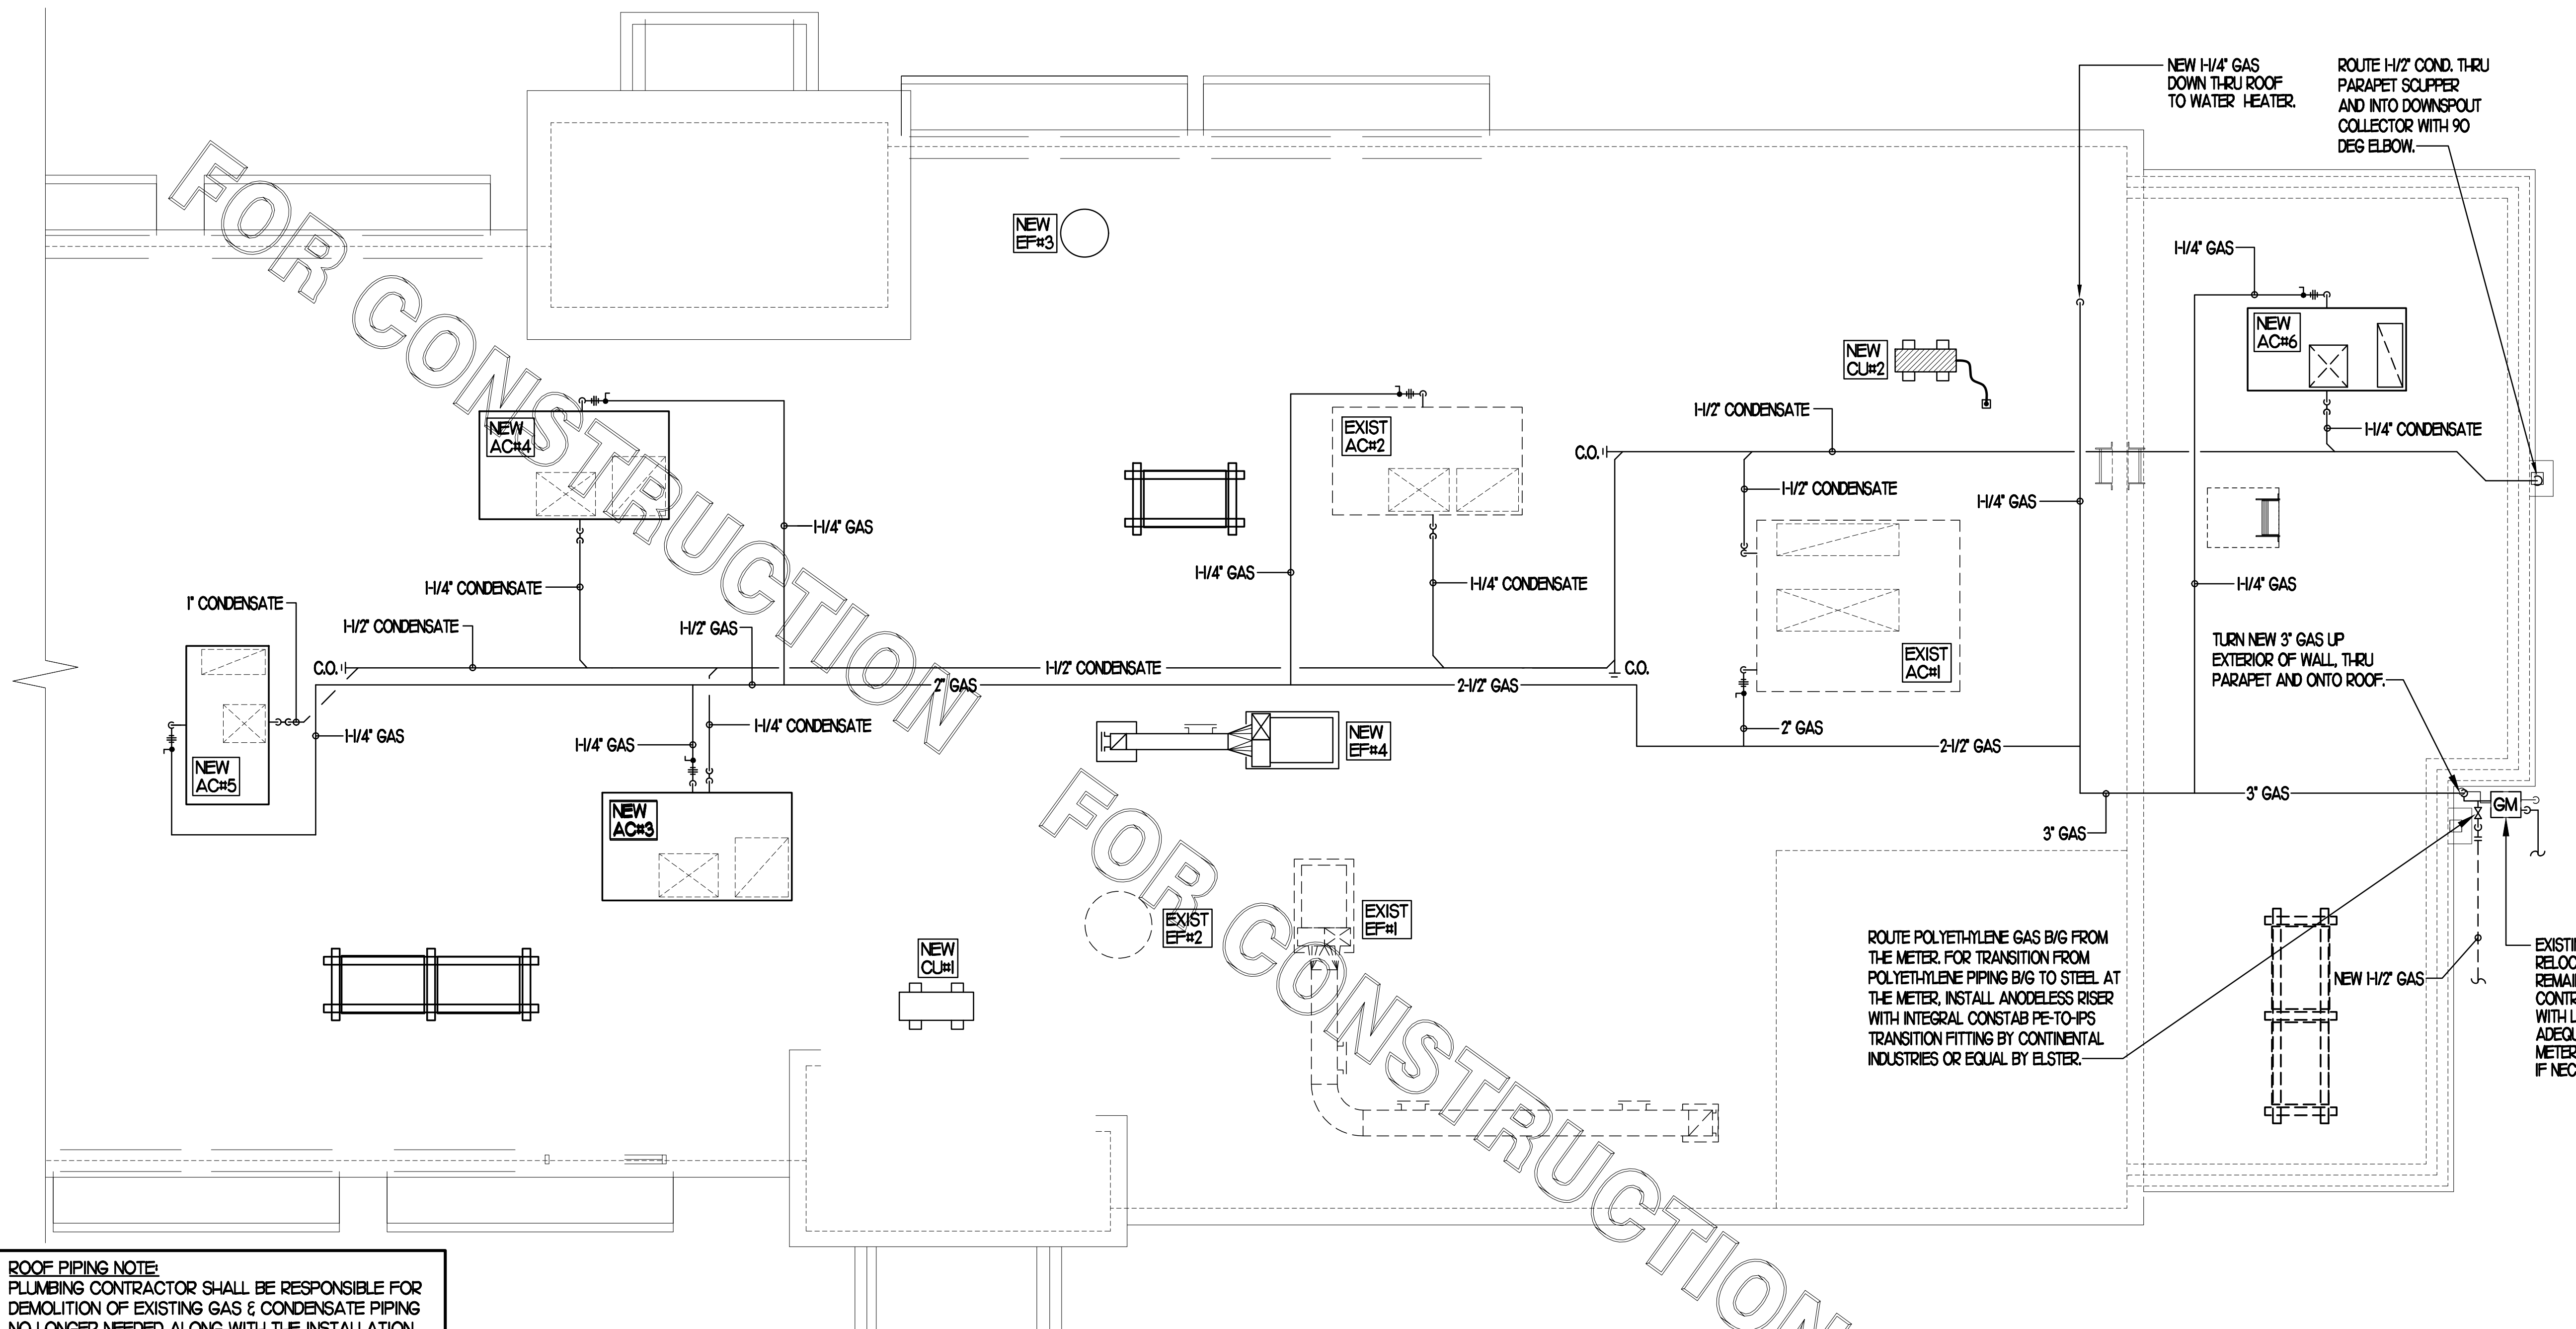 NEW 1-1/4" GAS
DOWN THRU ROOF
TO WATER HEATER.
ROUTE 1-1/2" COND. THRU
PARAPET SCUPPER
AND INTO DOWNSPOUT
COLLECTOR WITH 90
DEG ELBOW.
FOR CONSTRUCTION
NEW
EF#3
1-1/4" GAS
NEW
AC#6
NEW
CU#2
1-1/2" CONDENSATE
1-1/4" CONDENSATE
NEW
AC#4
EXIST
AC#2
C.O.
1-1/2" CONDENSATE
1-1/4" GAS
1-1/4" GAS
1-1/4" GAS
1-1/4" CONDENSATE
1-1/4" CONDENSATE
1-1/4" GAS
1" CONDENSATE
1-1/2" CONDENSATE
1-1/2" GAS
TURN NEW 3" GAS UP
EXTERIOR OF WALL, THRU
PARAPET AND ONTO ROOF.
C.O.
1-1/2" CONDENSATE
C.O.
EXIST
AC#1
2" GAS
2-1/2" GAS
1-1/4" GAS
1-1/4" GAS
1-1/4" CONDENSATE
NEW
EF#4
2" GAS
2-1/2" GAS
NEW
AC#5
3" GAS
GM
NEW
AC#3
3" GAS
FOR CONSTRUCTION
EXIST
EF#2
EXIST
EF#1
NEW
CU#1
ROUTE POLYETHYLENE GAS B/G FROM
THE METER. FOR TRANSITION FROM
POLYETHYLENE PIPING B/G TO STEEL AT
THE METER, INSTALL ANODELESS RISER
WITH INTEGRAL CONSTAB PE-TO-IPS
TRANSITION FITTING BY CONTINENTAL
INDUSTRIES OR EQUAL BY ELSTER.
NEW 1-1/2" GAS
WITH
IF
ROOF PIPING NOTE:
PLUMBING CONTRACTOR SHALL BE RESPONSIBLE FOR
DEMOLITION OF EXISTING GAS & CONDENSATE PIPING
NO LONGER NEEDED ALONG WITH THE INSTALLATION